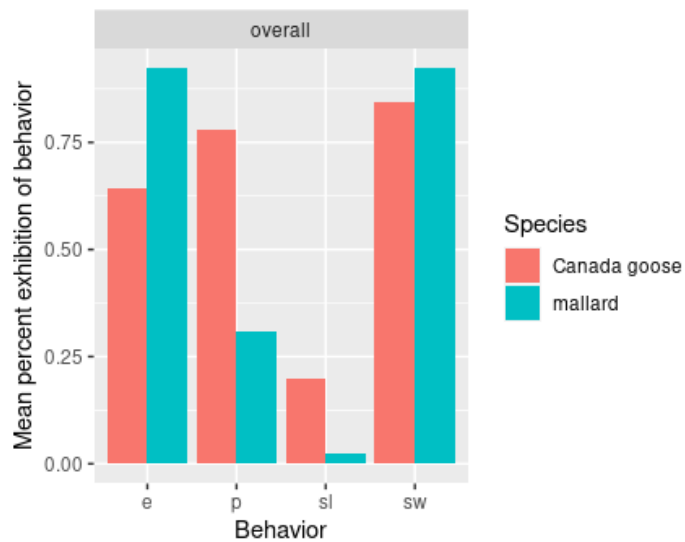 overall
Mean percent exhibition of behavior
0.75
0.50
0.25
0.00
e p sl sw
Behavior
Species
Canada goose
mallard